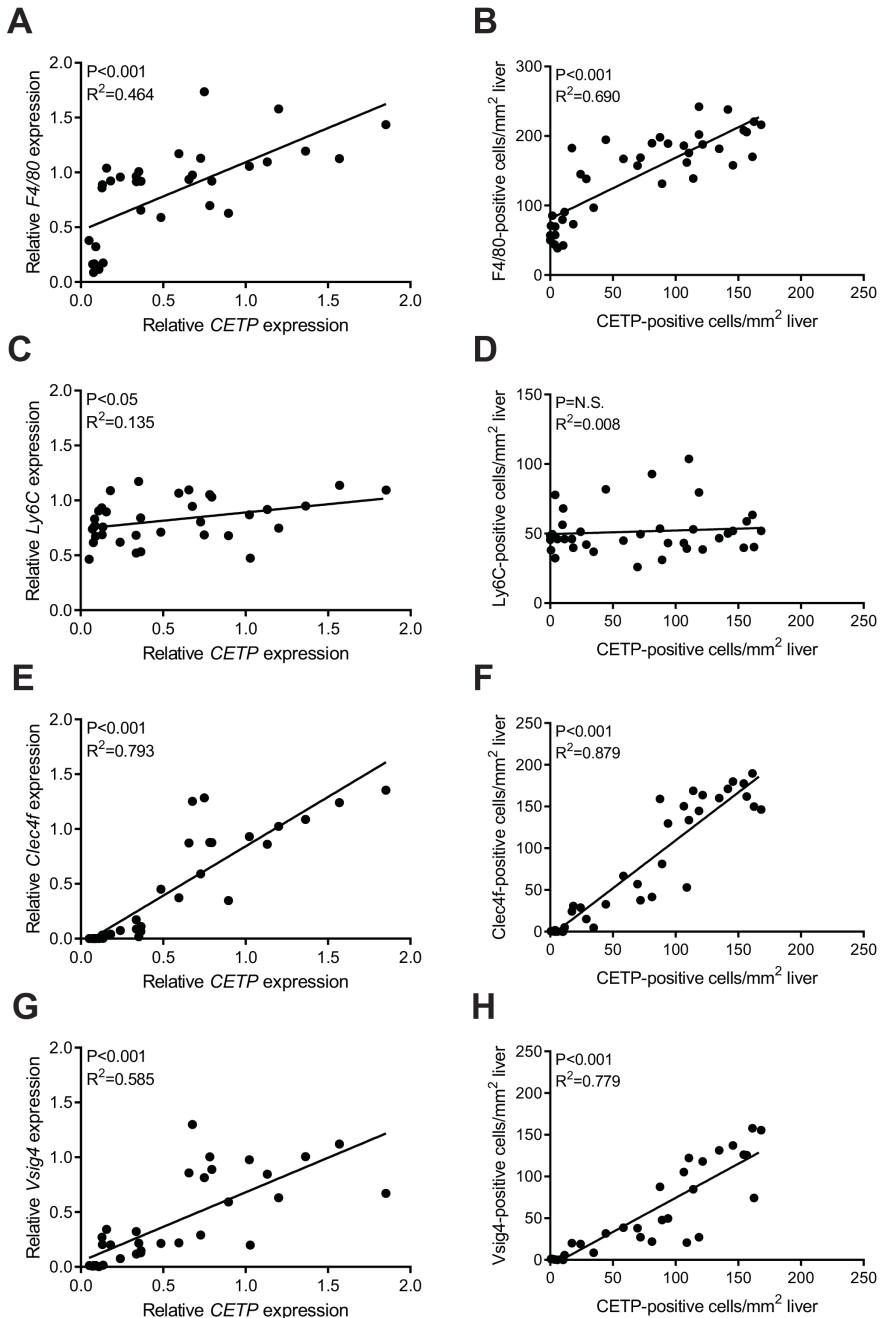 A
P<0.001
R²=0.464
Relative F4/80 expression
2.0
1.5
1.0
0.5
0.0
0.0 0.5 1.0 1.5 2.0
Relative CETP expression
B
P<0.001
R²=0.690
F4/80-positive cells/mm² liver
300
200
100
0
0 50 100 150 200 250
CETP-positive cells/mm² liver
C
P<0.05
R²=0.135
Relative Ly6C expression
2.0
1.5
1.0
0.5
0.0
0.0 0.5 1.0 1.5 2.0
Relative CETP expression
D
P=N.S.
R²=0.008
Ly6C-positive cells/mm² liver
150
100
50
0
0 50 100 150 200 250
CETP-positive cells/mm² liver
E
P<0.001
R²=0.793
Relative Clec4f expression
2.0
1.5
1.0
0.5
0.0
0.0 0.5 1.0 1.5 2.0
Relative CETP expression
F
P<0.001
R²=0.879
Clec4f-positive cells/mm² liver
250
200
150
100
50
0
0 50 100 150 200 250
CETP-positive cells/mm² liver
G
P<0.001
R²=0.585
Relative Vsig4 expression
2.0
1.5
1.0
0.5
0.0
0.0 0.5 1.0 1.5 2.0
Relative CETP expression
H
P<0.001
R²=0.779
Vsig4-positive cells/mm² liver
250
200
150
100
50
0
0 50 100 150 200 250
CETP-positive cells/mm² liver